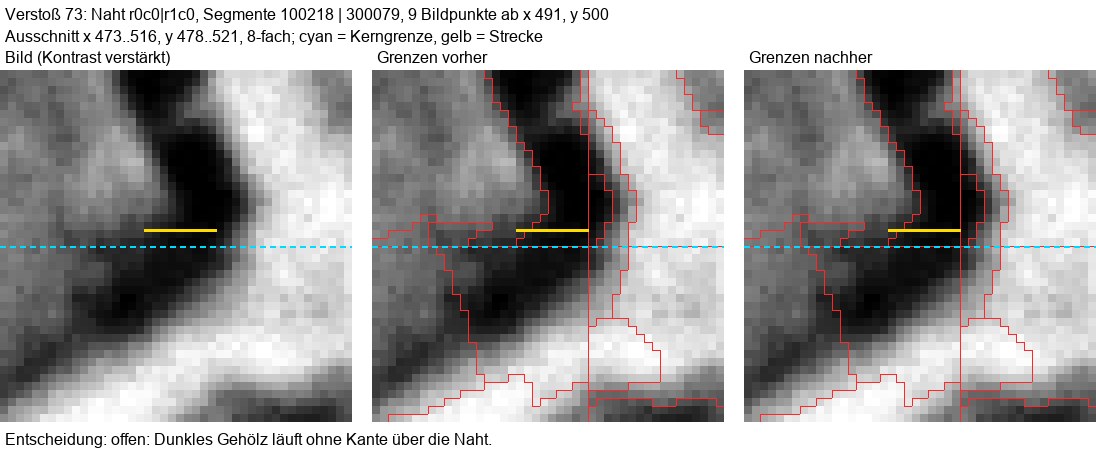 Verstoß 73: Naht r0c0|r1c0, Segmente 100218 | 300079, 9 Bildpunkte ab x 491, y 500
Ausschnitt x 473..516, y 478..521, 8-fach; cyan = Kerngrenze, gelb = Strecke
Bild (Kontrast verstärkt) Grenzen vorher Grenzen nachher
Entscheidung: offen: Dunkles Gehölz läuft ohne Kante über die Naht.